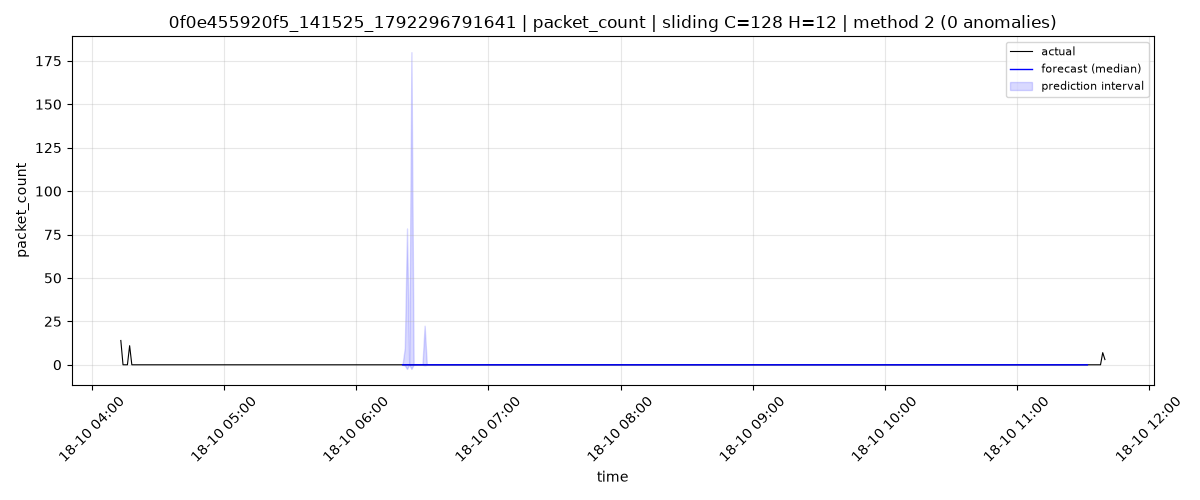 0f0e455920f5_141525_1792296791641 | packet_count | sliding C=128 H=12 | method 2 (0 anomalies)
actual
forecast (median)
prediction interval
packet_count
175
150
125
100
75
50
25
0
18-10 04:00
18-10 05:00
18-10 06:00
18-10 07:00
18-10 08:00
18-10 09:00
18-10 10:00
18-10 11:00
18-10 12:00
time